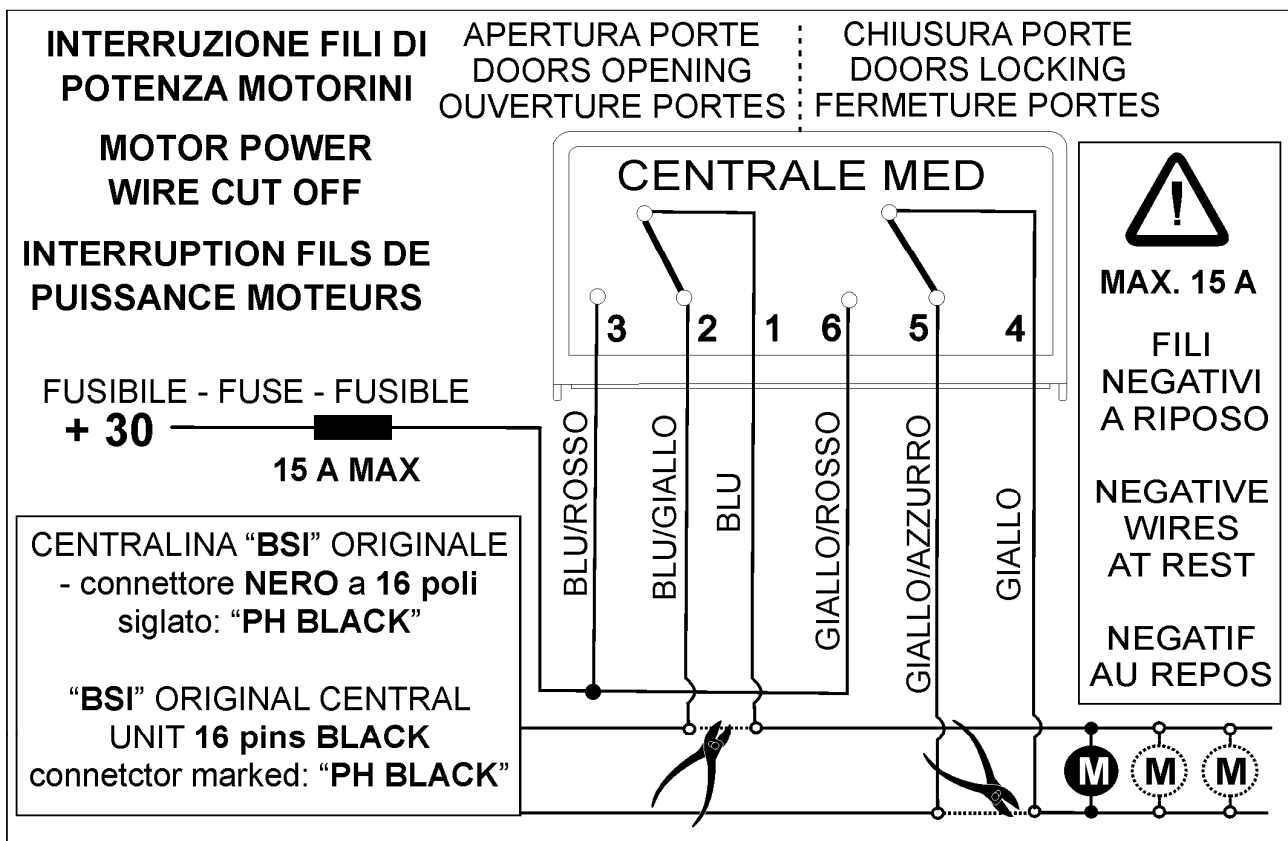 INTERRUZIONE FILI DI
POTENZA MOTORINI
MOTOR POWER
WIRE CUT OFF
INTERRUPTION FILS DE
PUISSANCE MOTEURS
APERTURA PORTE
DOORS OPENING
OUVERTURE PORTES
CHIUSURA PORTE
DOORS LOCKING
FERMETURE PORTES
CENTRALE MED
3 2 1 6 5 4
FUSIBILE - FUSE - FUSIBLE
+ 30
15 A MAX
BLU/ROSSO
BLU/GIALLO
BLU
GIALLO/ROSSO
GIALLO/AZZURRO
GIALLO
MAX. 15 A
FILI
NEGATIVI
A RIPOSO
NEGATIVE
WIRES
AT REST
NEGATIF
AU REPOS
CENTRALINA “BSI” ORIGINALE
- connettore NERO a 16 poli
siglato: “PH BLACK”
“BSI” ORIGINAL CENTRAL
UNIT 16 pins BLACK
connetctor marked: “PH BLACK”
M M M